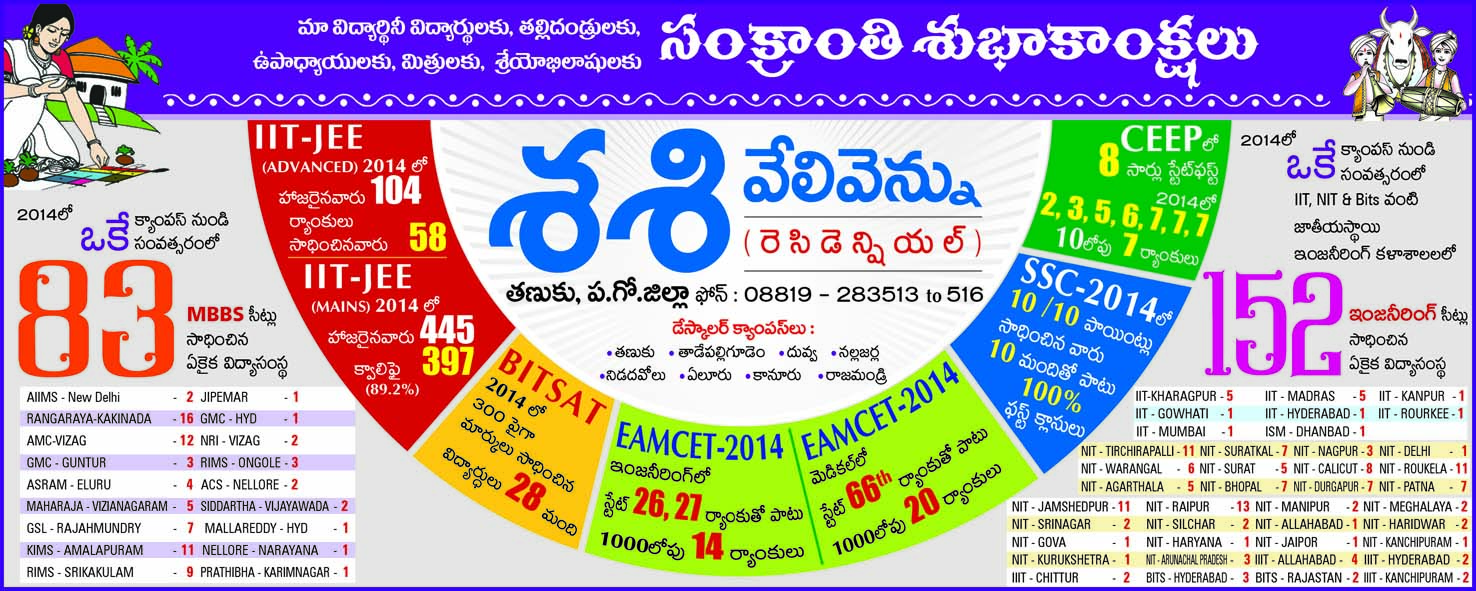 మా విద్యార్థినీ విద్యార్థులకు, తల్లిదండ్రులకు,
ఉపాధ్యాయులకు, మిత్రులకు, శ్రేయోభిలాషులకు
సంక్రాంతి శుభాకాంక్షలు
2014లో
ఒకే క్యాంపస్ నుండి
సంవత్సరంలో
83
MBBS సీట్లు
సాధించిన
ఏకైక విద్యాసంస్థ
AIIMS - New Delhi - 2 JIPEMAR - 1
RANGARAYA-KAKINADA - 16 GMC - HYD - 1
AMC-VIZAG - 12 NRI - VIZAG - 2
GMC - GUNTUR - 3 RIMS - ONGOLE - 3
ASRAM - ELURU - 4 ACS - NELLORE - 2
MAHARAJA - VIZIANAGARAM - 5 SIDDARTHA - VIJAYAWADA - 2
GSL - RAJAHMUNDRY - 7 MALLAREDDY - HYD - 1
KIMS - AMALAPURAM - 11 NELLORE - NARAYANA - 1
RIMS - SRIKAKULAM - 9 PRATHIBHA - KARIMNAGAR - 1
IIT-JEE
(ADVANCED) 2014 లో
హాజరైనవారు 104
ర్యాంకులు
సాధించినవారు 58
IIT-JEE
(MAINS) 2014 లో
హాజరైనవారు 445
క్వాలిఫై 397
(89.2%)
BITSAT
2014 లో
300 పైగా
మార్కులు సాధించిన
విద్యార్థులు 28 మంది
EAMCET-2014
ఇంజనీరింగ్‌లో
స్టేట్ 26, 27 ర్యాంకుతో పాటు
1000లోపు 14 ర్యాంకులు
EAMCET-2014
మెడికల్‌లో
స్టేట్ 66th ర్యాంకుతో పాటు
1000లోపు 20 ర్యాంకులు
SSC-2014లో
10 /10 పాయింట్లు
సాధించిన వారు
10 మందితో పాటు
100%
ఫస్ట్ క్లాసులు
CEEPలో
8 సార్లు స్టేట్‌ఫస్ట్
2014లో
2, 3, 5, 6, 7, 7, 7
10లోపు 7 ర్యాంకులు
శశి వేలివెన్ను
(రెసిడెన్షియల్)
తణుకు, ప.గో.జిల్లా ఫోన్ : 08819 - 283513 to 516
డేస్కాలర్ క్యాంపస్‌లు :
•తణుకు •తాడేపల్లిగూడెం •దువ్వ •నల్లజర్ల
•నిడదవోలు •ఏలూరు •కానూరు •రాజమండ్రి
2014లో
ఒకే క్యాంపస్ నుండి
సంవత్సరంలో
IIT, NIT & Bits వంటి
జాతీయస్థాయి
ఇంజనీరింగ్ కళాశాలలలో
152
ఇంజనీరింగ్ సీట్లు
సాధించిన
ఏకైక విద్యాసంస్థ
IIT-KHARAGPUR - 5 IIT - MADRAS - 5 IIT - KANPUR - 1
IIT - GOWHATI - 1 IIT - HYDERABAD - 1 IIT - ROURKEE - 1
IIT - MUMBAI - 1 ISM - DHANBAD - 1
NIT - TIRCHIRAPALLI - 11 NIT - SURATKAL - 7 NIT - NAGPUR - 3 NIT - DELHI - 1
NIT - WARANGAL - 6 NIT - SURAT - 5 NIT - CALICUT - 8 NIT - ROUKELA - 11
NIT - AGARTHALA - 5 NIT - BHOPAL - 7 NIT - DURGAPUR - 7 NIT - PATNA - 7
NIT - JAMSHEDPUR - 11 NIT - RAIPUR - 13 NIT - MANIPUR - 2 NIT - MEGHALAYA - 2
NIT - SRINAGAR - 2 NIT - SILCHAR - 2 NIT - ALLAHABAD - 1 NIT - HARIDWAR - 2
NIT - GOVA - 1 NIT - HARYANA - 1 NIT - JAIPOR - 1 NIT - KANCHIPURAM - 1
NIT - KURUKSHETRA - 1 NIT - ARUNACHAL PRADESH - 3 IIIT - ALLAHABAD - 4 IIIT - HYDERABAD - 2
IIIT - CHITTUR - 2 BITS - HYDERABAD - 3 BITS - RAJASTAN - 2 IIIT - KANCHIPURAM - 2